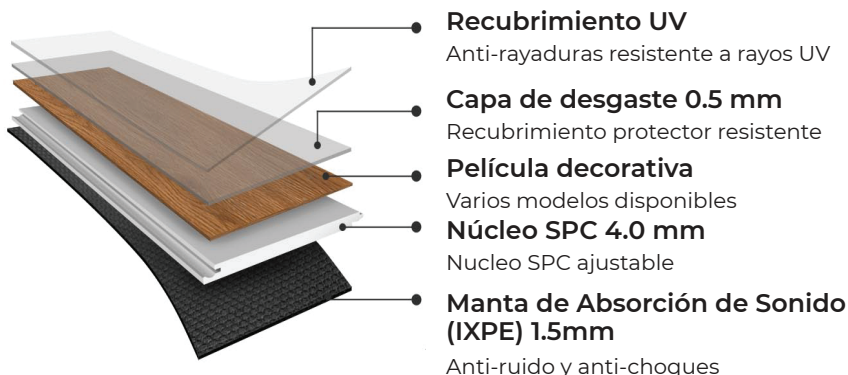 Recubrimiento UV
Anti-rayaduras resistente a rayos UV
Capa de desgaste 0.5 mm
Recubrimiento protector resistente
Película decorativa
Varios modelos disponibles
Núcleo SPC 4.0 mm
Nucleo SPC ajustable
Manta de Absorción de Sonido
(IXPE) 1.5mm
Anti-ruido y anti-choques